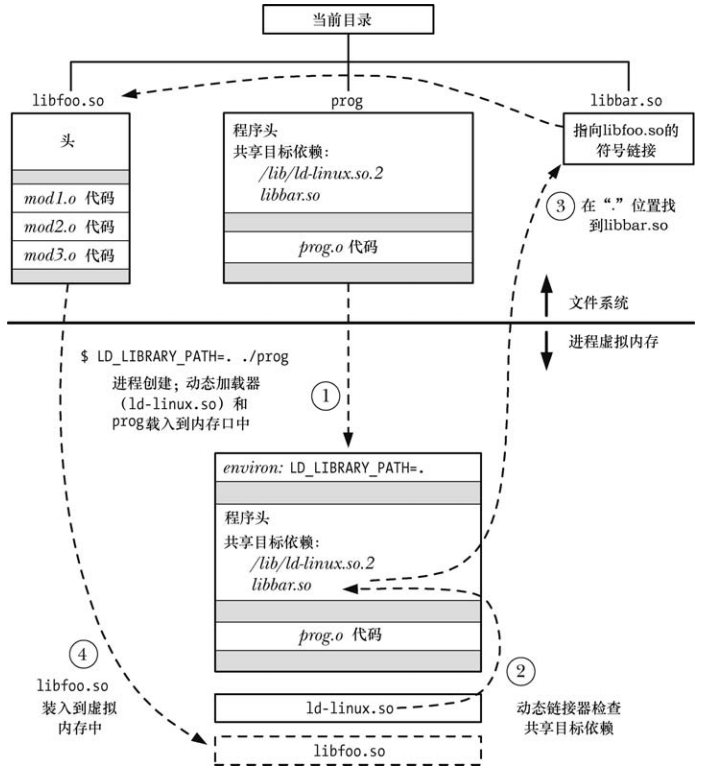 当前目录
libfoo.so
prog
libbar.so
头
mod1.o 代码
mod2.o 代码
mod3.o 代码
程序头
共享目标依赖:
/lib/ld-linux.so.2
libbar.so
prog.o 代码
指向libfoo.so的
符号链接
③ 在“.”位置找
到libbar.so
文件系统
进程虚拟内存
$ LD_LIBRARY_PATH=. ./prog
进程创建; 动态加载器
(ld-linux.so) 和
prog载入到内存口中
①
environ: LD_LIBRARY_PATH=.
程序头
共享目标依赖:
/lib/ld-linux.so.2
libbar.so
prog.o 代码
④
libfoo.so
装入到虚拟
内存中
②
动态链接器检查
共享目标依赖
ld-linux.so
libfoo.so